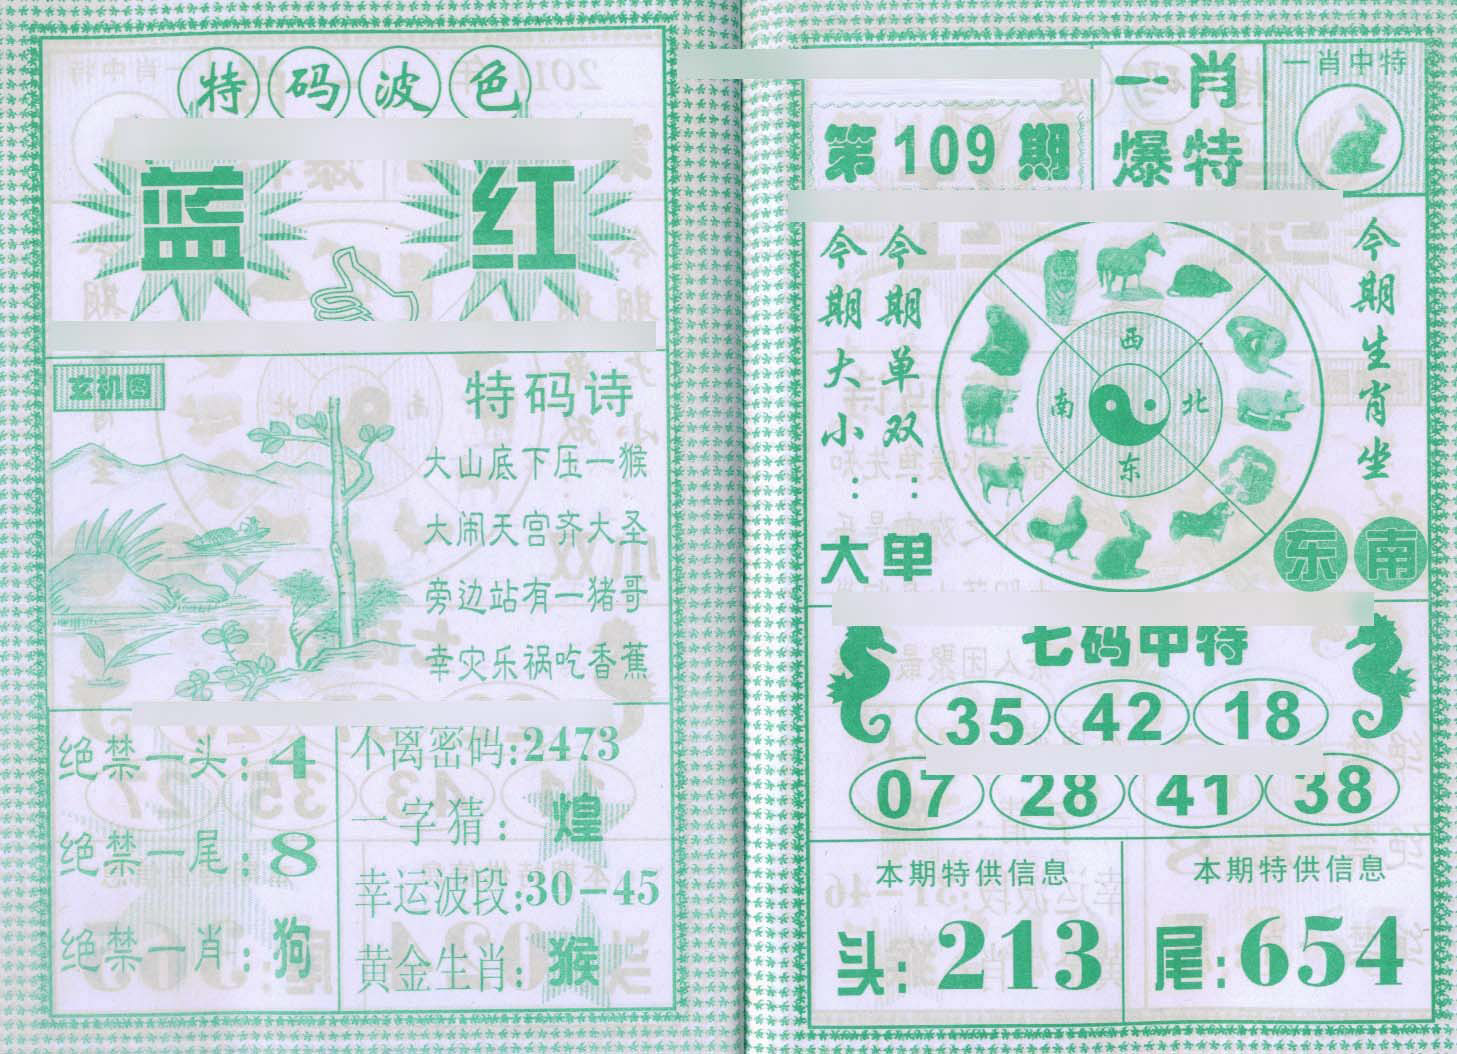 特码波色
蓝 红
玄机图
特码诗
大山底下压一猴
大闹天宫齐大圣
旁边站有一猪哥
幸灾乐祸吃香蕉
绝禁一头:4
绝禁一尾:8
绝禁一肖:狗
不离密码:2473
一字猜:煌
幸运波段:30-45
黄金生肖:猴
第109期
一肖
爆特
一肖中特
今期大小:大
今期单双:单
西
南 北
东
今期生肖坐
东南
七码中特
35 42 18
07 28 41 38
本期特供信息
头:213
本期特供信息
尾:654